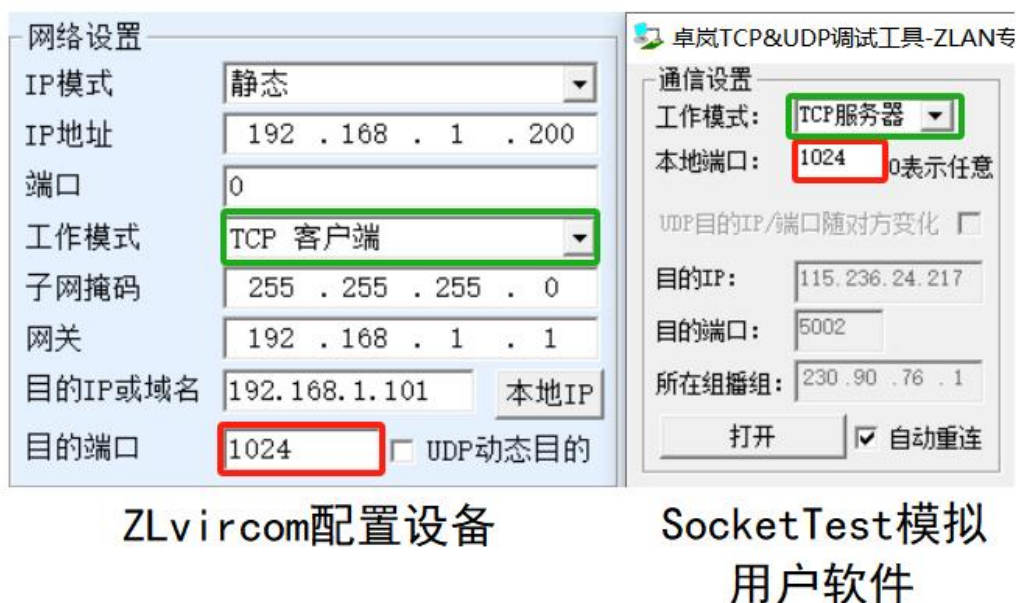 网络设置
IP模式 静态
IP地址 192 . 168 . 1 . 200
端口 0
工作模式 TCP 客户端
子网掩码 255 . 255 . 255 . 0
网关 192 . 168 . 1 . 1
目的IP或域名 192.168.1.101 本地IP
目的端口 1024 UDP动态目的
ZLvircom配置设备
卓岚TCP&UDP调试工具-ZLAN专
通信设置
工作模式： TCP服务器
本地端口： 1024 0表示任意
UDP目的IP/端口随对方变化
目的IP： 115.236.24.217
目的端口： 5002
所在组播组： 230 .90 .76 . 1
打开 自动重连
SocketTest模拟
用户软件